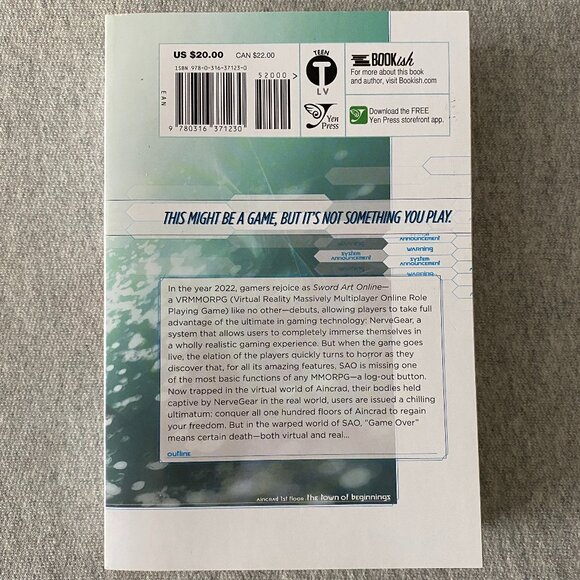 US $20.00 CAN $22.00
ISBN 978-0-316-37123-0
52000>
EAN
9 780316 371230
TEEN
T
LV
Yen
Press
BOOKish
For more about this book
and author, visit Bookish.com
Download the FREE
Yen Press storefront app.
THIS MIGHT BE A GAME, BUT IT'S NOT SOMETHING YOU PLAY.
ANNOUNCEMENT
WARNING
WARNING
SYSTEM
ANNOUNCEMENT
SYSTEM
ANNOUNCEMENT
WARNING
WARNING
In the year 2022, gamers rejoice as Sword Art Online—
a VRMMORPG (Virtual Reality Massively Multiplayer Online Role
Playing Game) like no other—debuts, allowing players to take full
advantage of the ultimate in gaming technology: NerveGear, a
system that allows users to completely immerse themselves in
a wholly realistic gaming experience. But when the game goes
live, the elation of the players quickly turns to horror as they
discover that, for all its amazing features, SAO is missing one
of the most basic functions of any MMORPG—a log-out button.
Now trapped in the virtual world of Aincrad, their bodies held
captive by NerveGear in the real world, users are issued a chilling
ultimatum: conquer all one hundred floors of Aincrad to regain
your freedom. But in the warped world of SAO, "Game Over"
means certain death—both virtual and real...
outline
Aincrad 1st Floor The Town of Beginnings